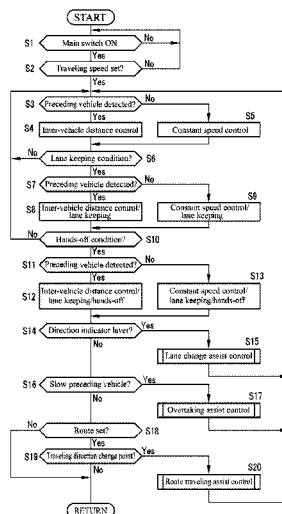 START
S1
Main switch ON
No
Yes
S2
Traveling speed set?
No
Yes
Yes
S3
Preceding vehicle detected?
No
Yes
S4
Inter-vehicle distance control
S5
Constant speed control
No
Lane keeping condition?
S6
Yes
S7
Preceding vehicle detected?
No
Yes
S8
Inter-vehicle distance control/
lane keeping
S9
Constant speed control/
lane keeping
No
Hands-off condition?
S10
Yes
S11
Preceding vehicle detected?
No
Yes
S12
Inter-vehicle distance control/
lane keeping/hands-off
S13
Constant speed control/
lane keeping/hands-off
S14
Direction indicator laver?
Yes
No
S15
Lane change assist control
S16
Slow preceding vehicle?
Yes
No
S17
Overtaking assist control
No
Route set?
S18
Yes
S19
Traveling direction change point?
Yes
No
S20
Route traveling assist control
RETURN